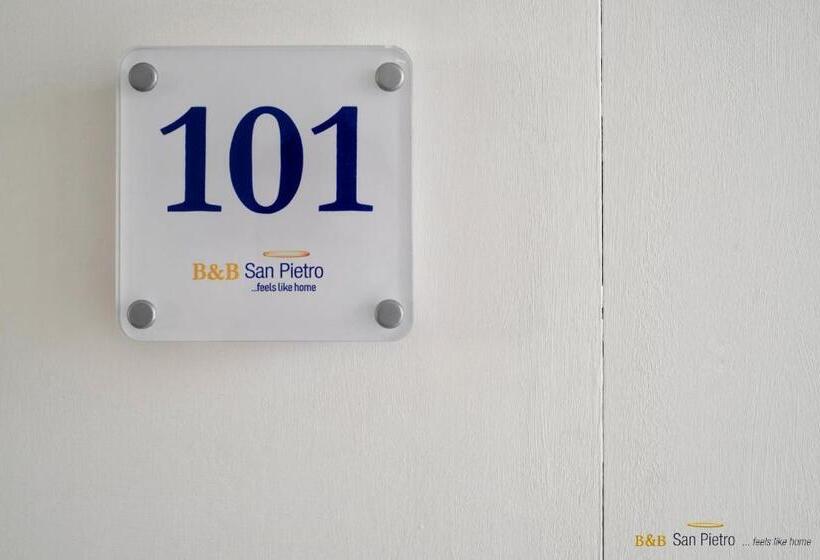 101
B&B San Pietro
...feels like home
B&B San Pietro ... feels like home